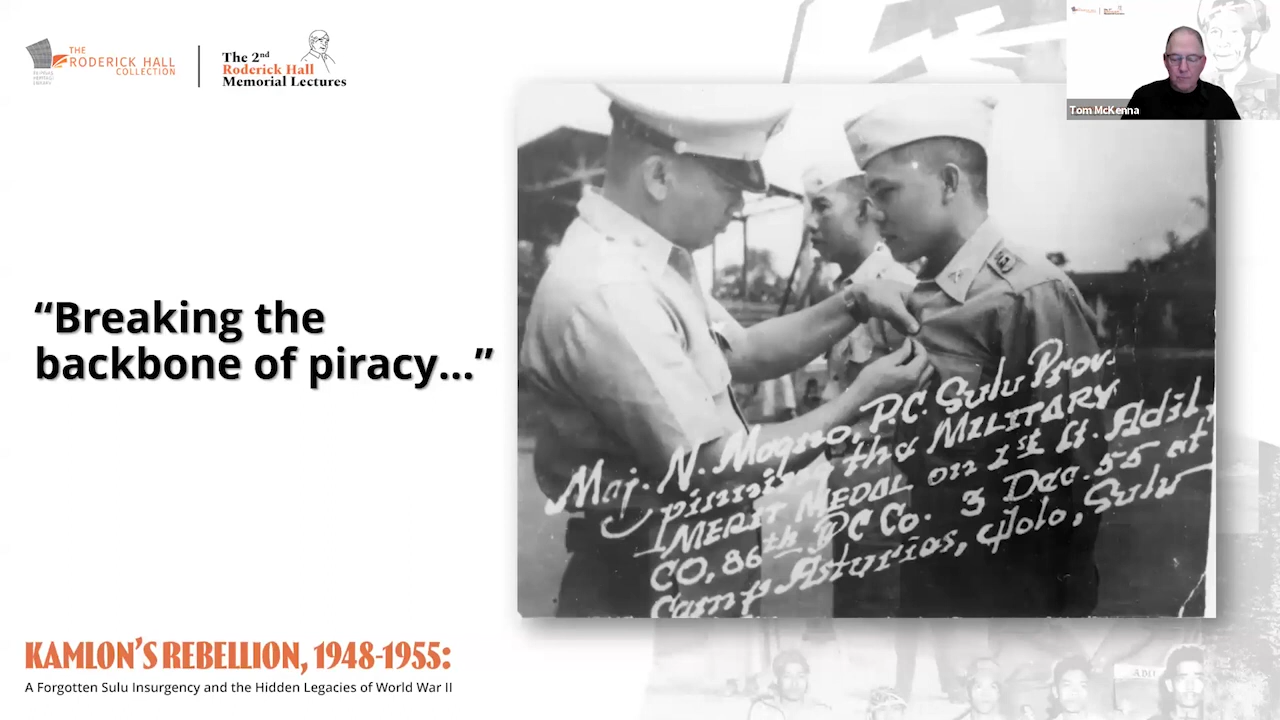 THE
RODERICK HALL
COLLECTION
The 2nd
Roderick Hall
Memorial Lectures
Tom McKenna
“Breaking the
backbone of piracy...”
Maj. N. Moqno, P.C. Sulu Prov.
pinning the MILITARY
MERIT MEDAL on 1st Lt. Adil,
CO, 86th PC Co. 3 Dec. 55 at
Camp Asturias, Jolo, Sulu
KAMLON’S REBELLION, 1948-1955:
A Forgotten Sulu Insurgency and the Hidden Legacies of World War II